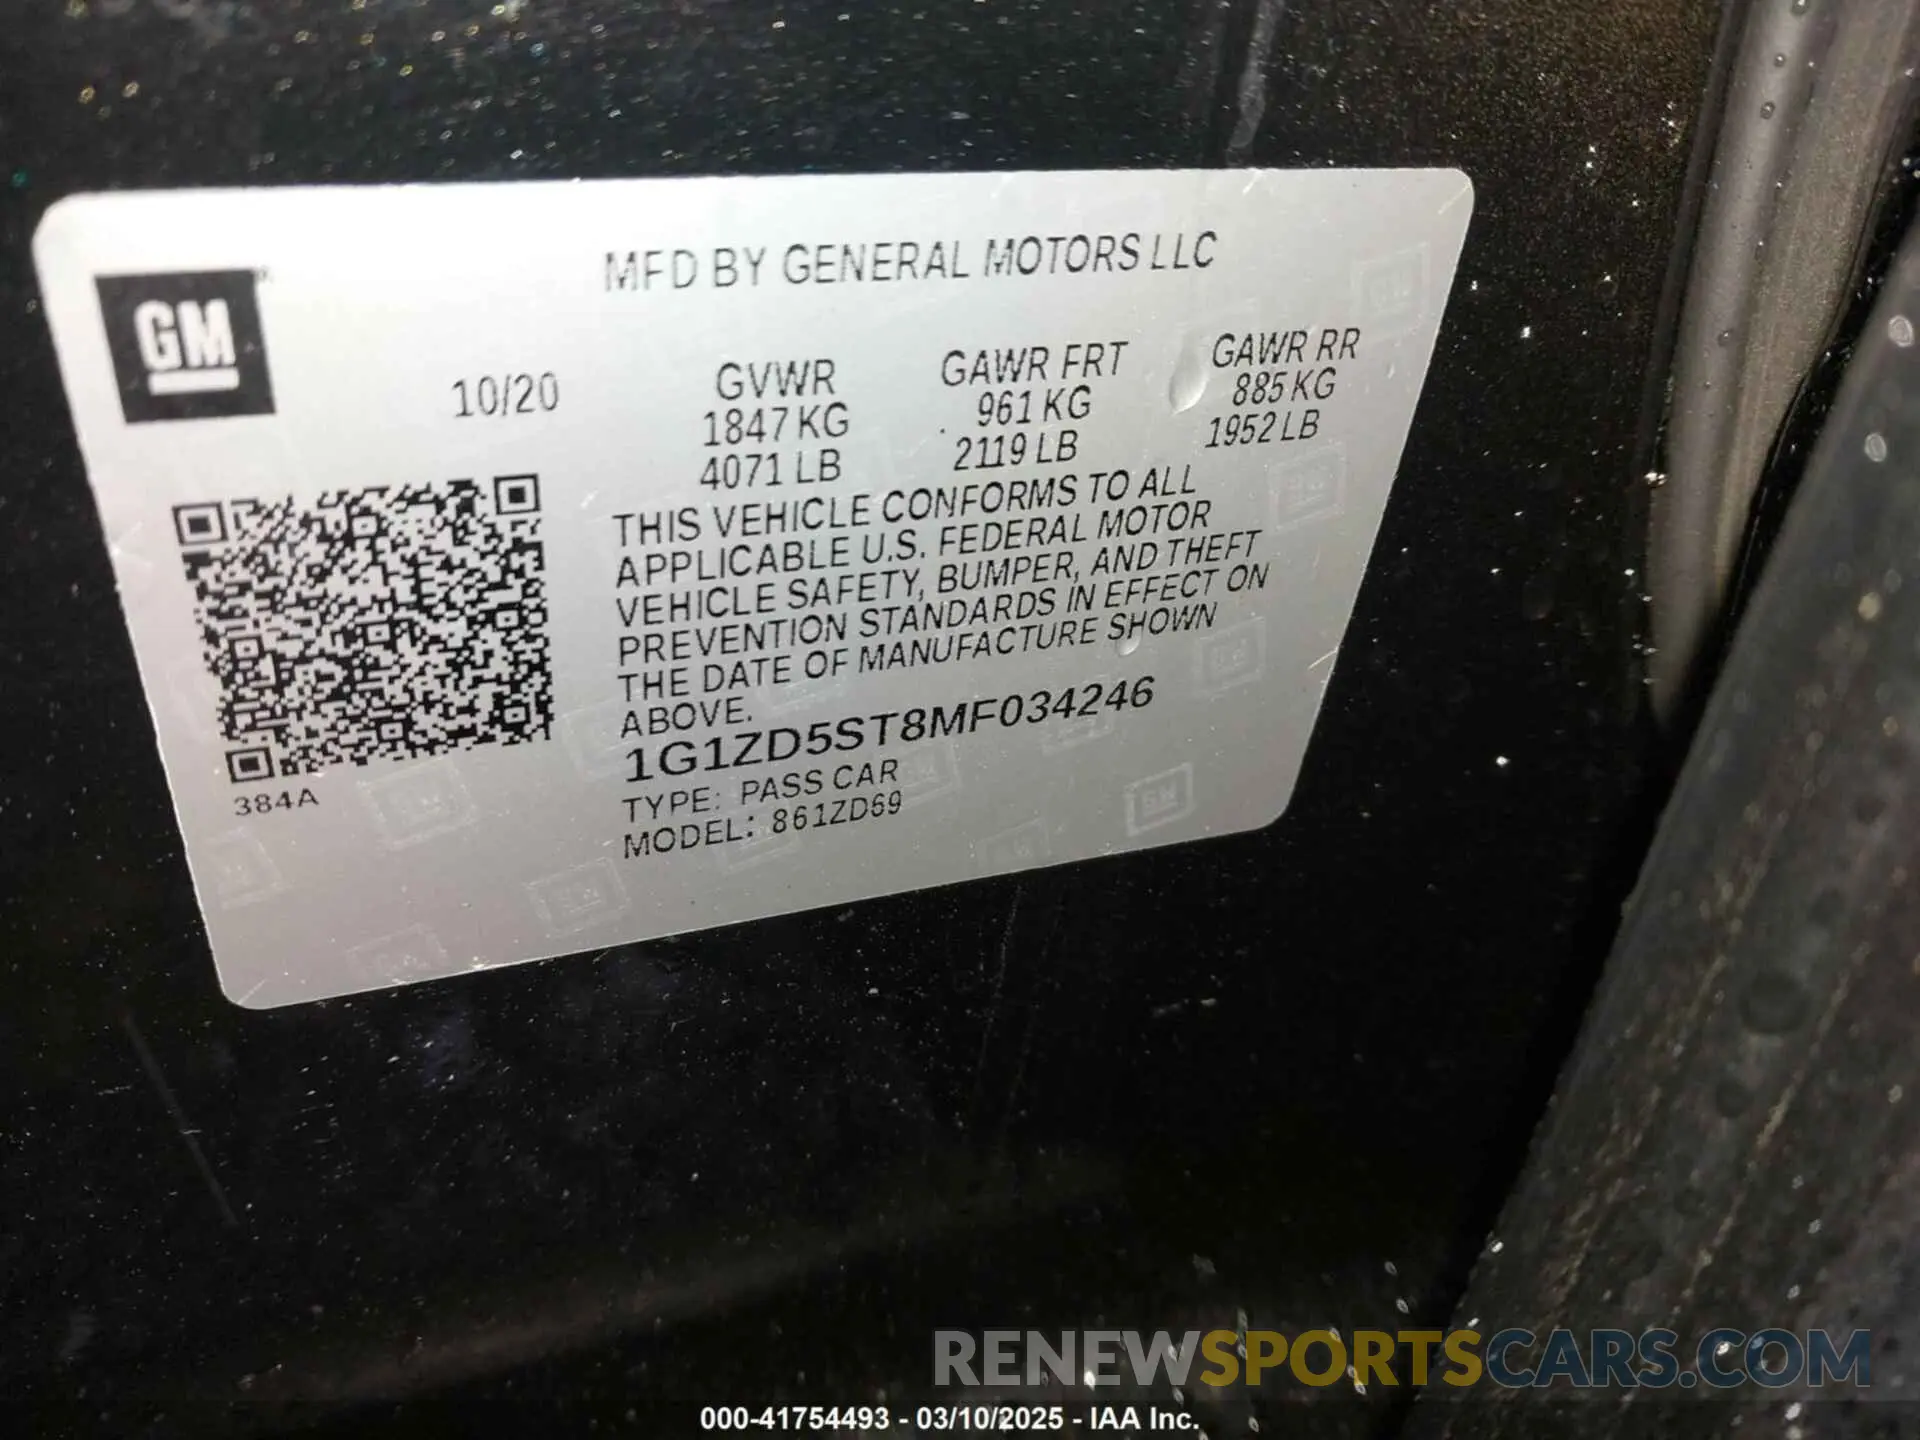 MFD BY GENERAL MOTORS LLC
GM
10/20
GVWR
1847 KG
4071 LB
GAWR FRT
961 KG
2119 LB
GAWR RR
885 KG
1952 LB
THIS VEHICLE CONFORMS TO ALL
APPLICABLE U.S. FEDERAL MOTOR
VEHICLE SAFETY, BUMPER, AND THEFT
PREVENTION STANDARDS IN EFFECT ON
THE DATE OF MANUFACTURE SHOWN
ABOVE.
1G1ZD5ST8MF034246
TYPE: PASS CAR
MODEL: 861ZD69
384A
RENEWSPORTSCARS.COM
000-41754493 - 03/10/2025 - IAA Inc.